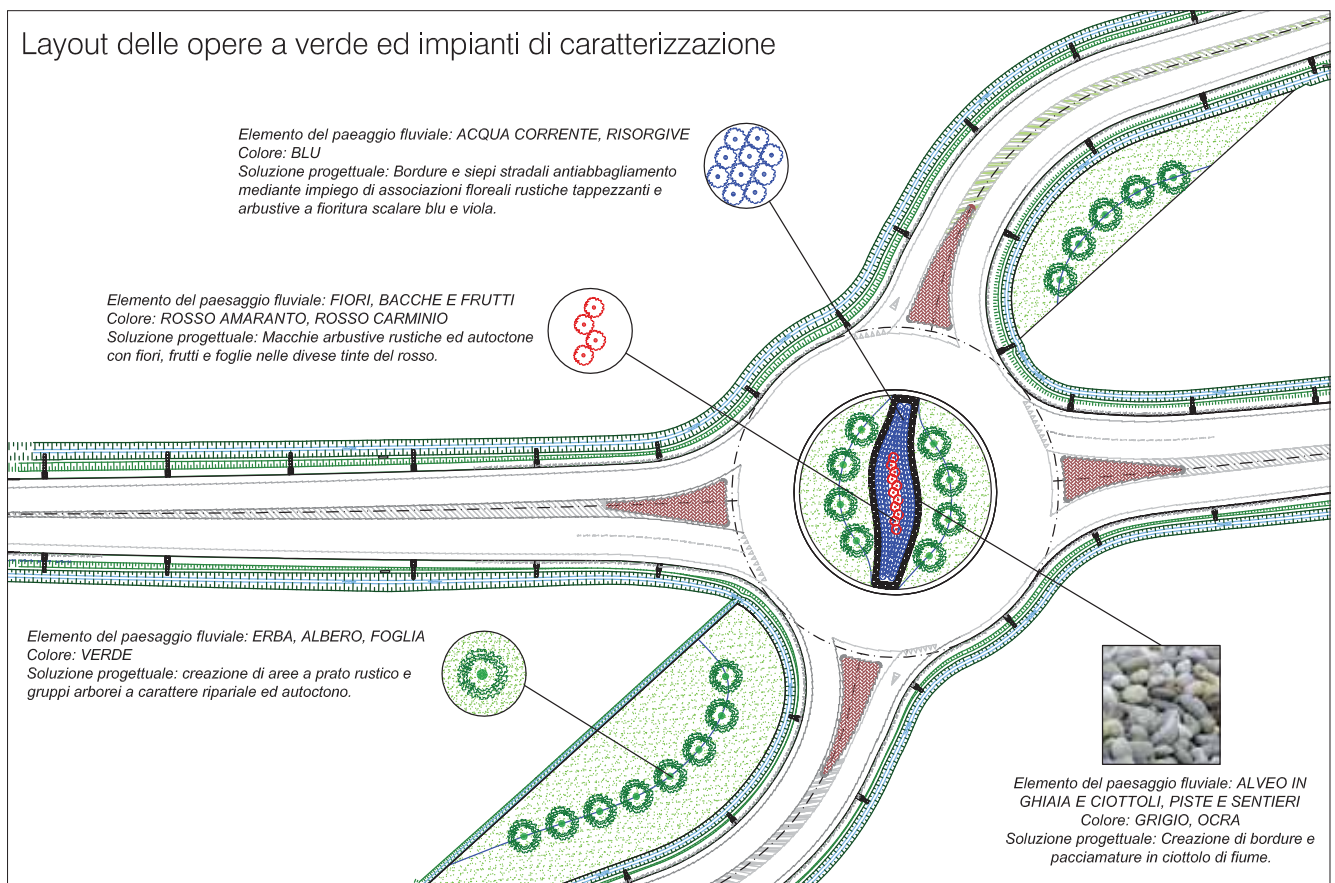 Layout delle opere a verde ed impianti di caratterizzazione
Elemento del paeaggio fluviale: ACQUA CORRENTE, RISORGIVE
Colore: BLU
Soluzione progettuale: Bordure e siepi stradali antiabbagliamento
mediante impiego di associazioni floreali rustiche tappezzanti e
arbustive a fioritura scalare blu e viola.
Elemento del paesaggio fluviale: FIORI, BACCHE E FRUTTI
Colore: ROSSO AMARANTO, ROSSO CARMINIO
Soluzione progettuale: Macchie arbustive rustiche ed autoctone
con fiori, frutti e foglie nelle divese tinte del rosso.
Elemento del paesaggio fluviale: ERBA, ALBERO, FOGLIA
Colore: VERDE
Soluzione progettuale: creazione di aree a prato rustico e
gruppi arborei a carattere ripariale ed autoctono.
Elemento del paesaggio fluviale: ALVEO IN
GHIAIA E CIOTTOLI, PISTE E SENTIERI
Colore: GRIGIO, OCRA
Soluzione progettuale: Creazione di bordure e
pacciamature in ciottolo di fiume.